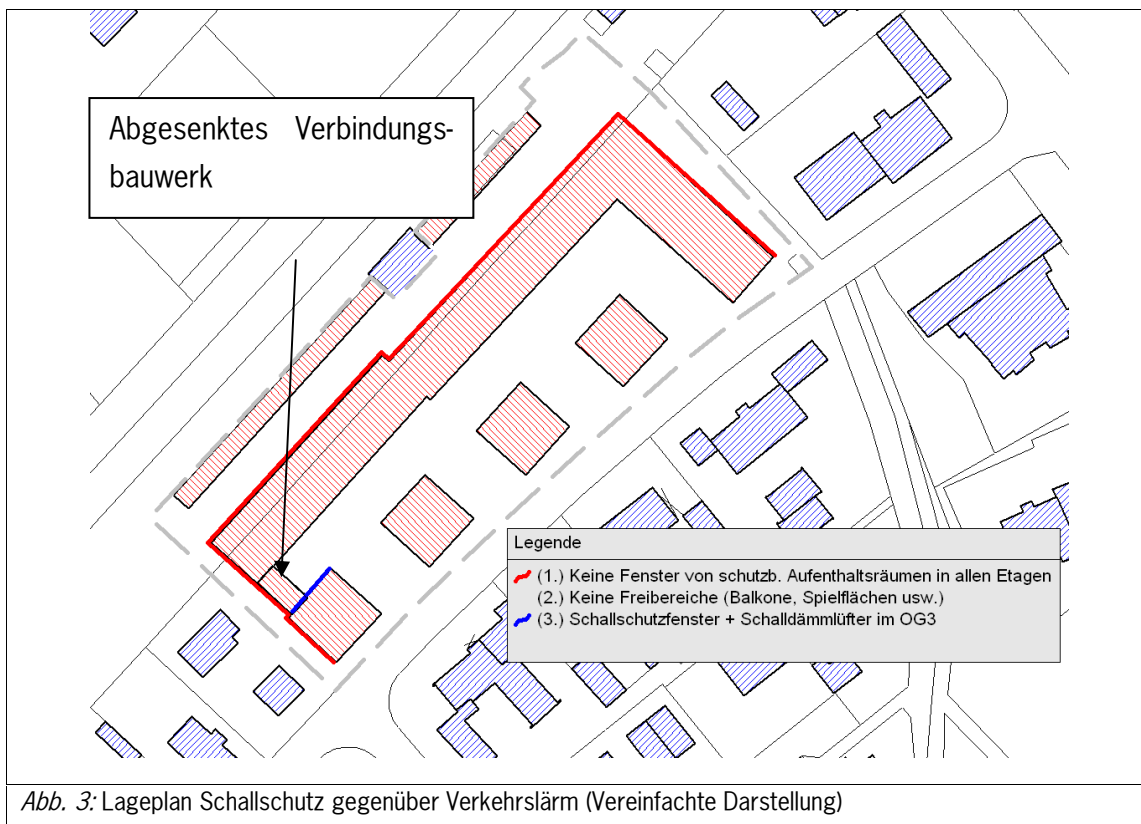 Abgesenktes Verbindungs-
bauwerk
Legende
(1.) Keine Fenster von schutzb. Aufenthaltsräumen in allen Etagen
(2.) Keine Freibereiche (Balkone, Spielflächen usw.)
(3.) Schallschutzfenster + Schalldämmlüfter im OG3
Abb. 3: Lageplan Schallschutz gegenüber Verkehrslärm (Vereinfachte Darstellung)